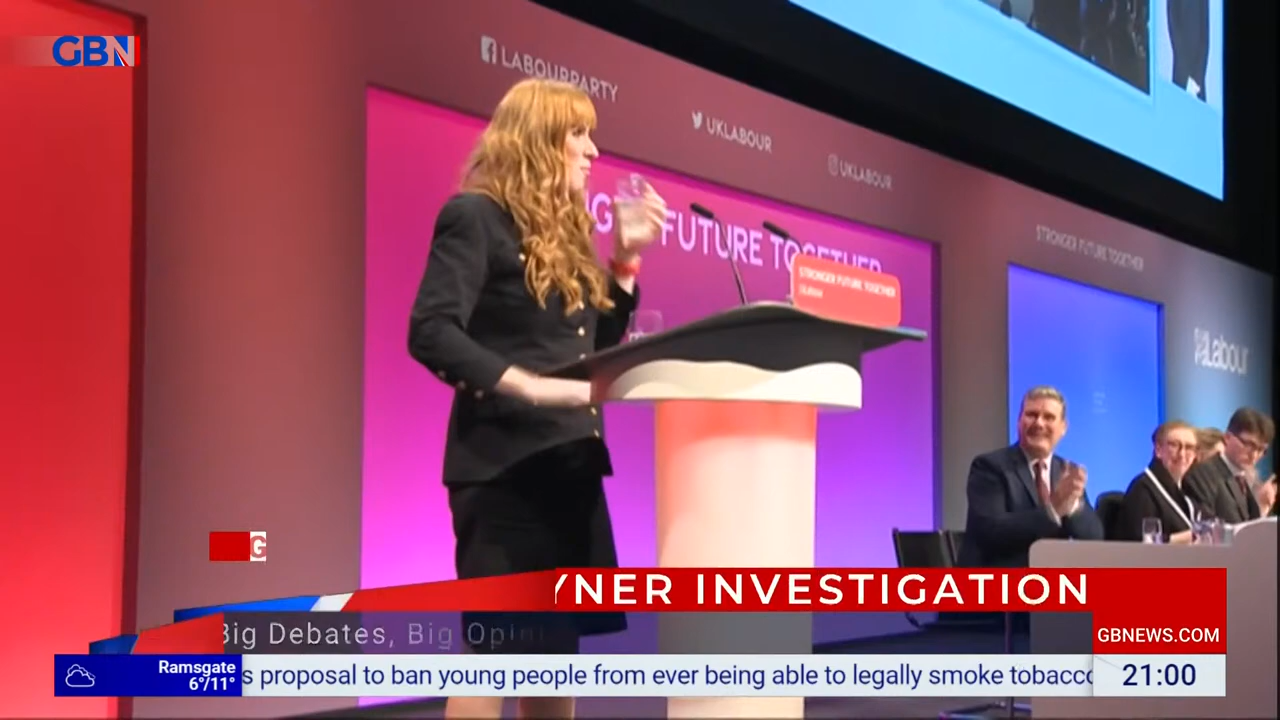 GBN
LABOURPARTY
UKLABOUR
UKLABOUR
FUTURE TOGETHER
STRONGER FUTURE TOGETHER
STRONGER FUTURE TOGETHER
Labour
G
YNER INVESTIGATION
Big Debates, Big Opin
GBNEWS.COM
Ramsgate
6°/11°
s proposal to ban young people from ever being able to legally smoke tobacco
21:00